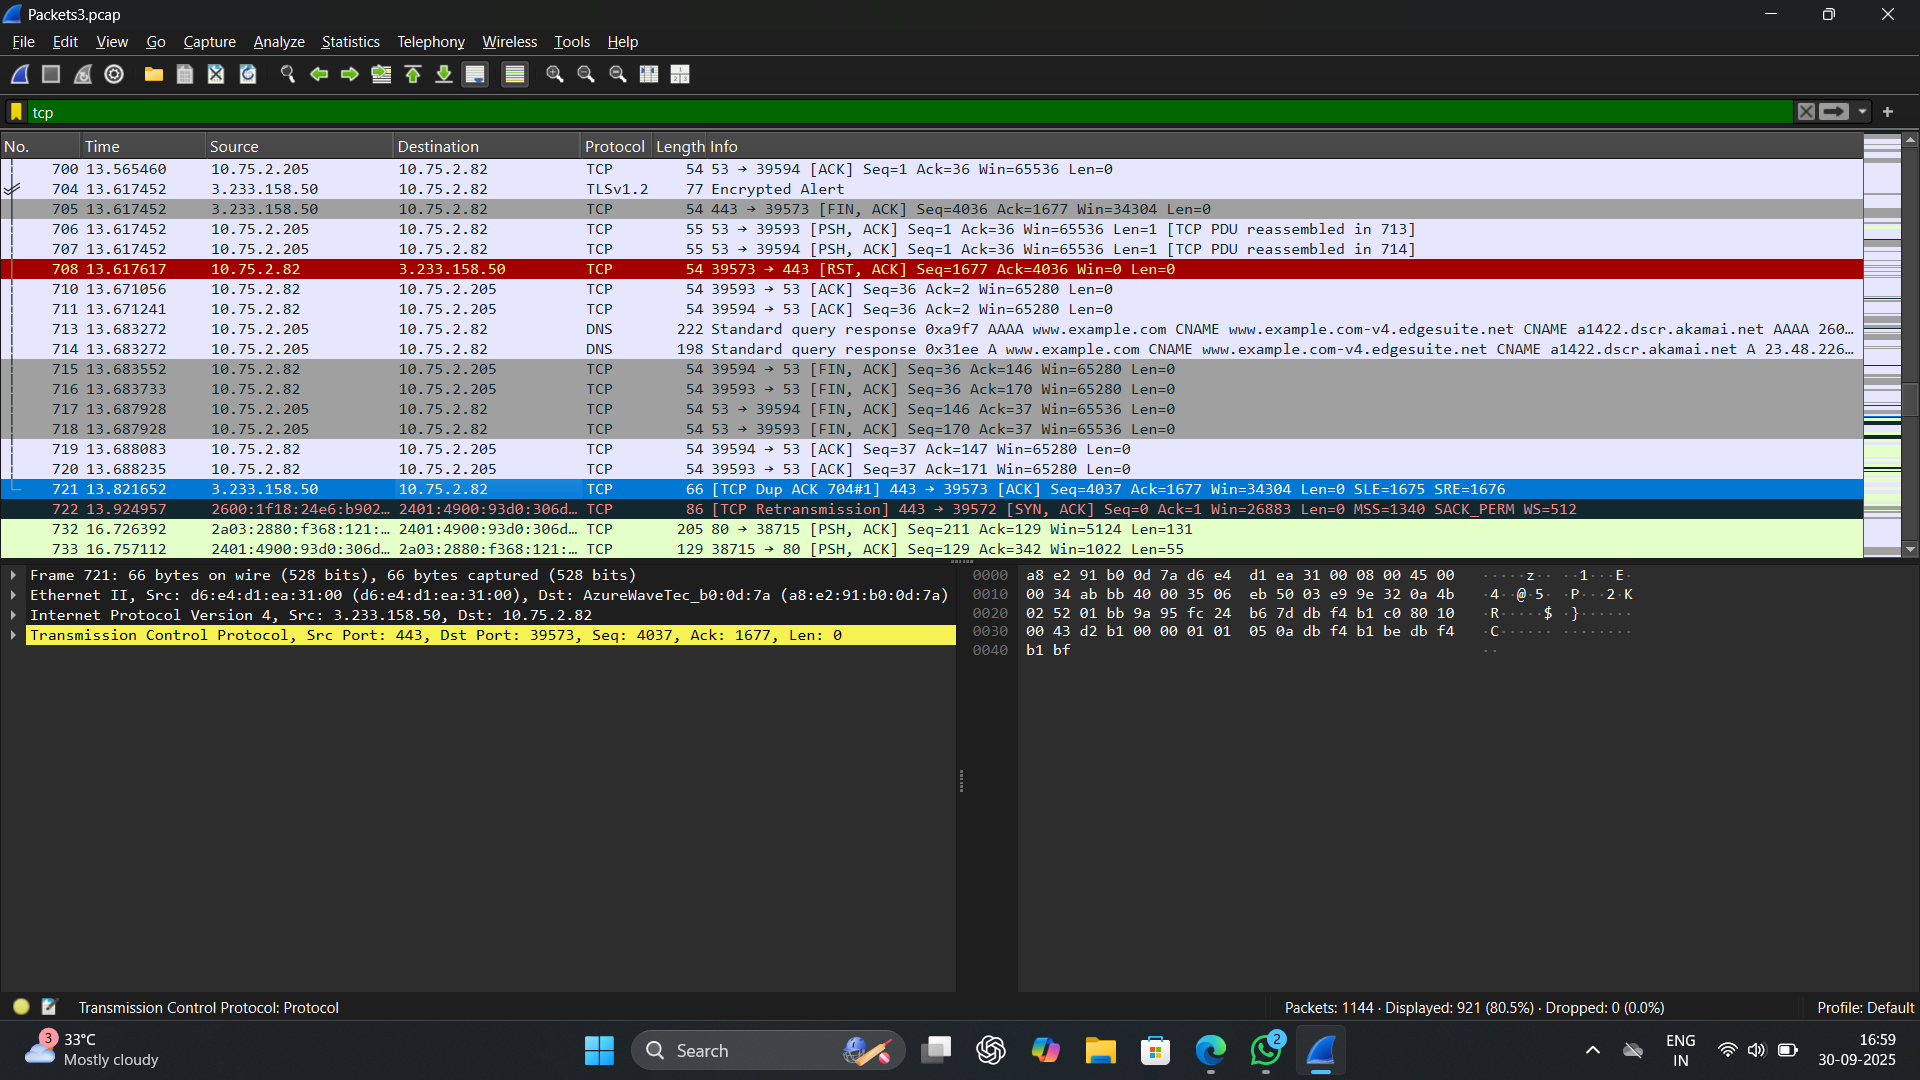 Packets3.pcap
File Edit View Go Capture Analyze Statistics Telephony Wireless Tools Help
tcp
No. Time Source Destination Protocol Length Info
700 13.565460 10.75.2.205 10.75.2.82 TCP 54 53 → 39594 [ACK] Seq=1 Ack=36 Win=65536 Len=0
704 13.617452 3.233.158.50 10.75.2.82 TLSv1.2 77 Encrypted Alert
705 13.617452 3.233.158.50 10.75.2.82 TCP 54 443 → 39573 [FIN, ACK] Seq=4036 Ack=1677 Win=34304 Len=0
706 13.617452 10.75.2.205 10.75.2.82 TCP 55 53 → 39593 [PSH, ACK] Seq=1 Ack=36 Win=65536 Len=1 [TCP PDU reassembled in 713]
707 13.617452 10.75.2.205 10.75.2.82 TCP 55 53 → 39594 [PSH, ACK] Seq=1 Ack=36 Win=65536 Len=1 [TCP PDU reassembled in 714]
708 13.617617 10.75.2.82 3.233.158.50 TCP 54 39573 → 443 [RST, ACK] Seq=1677 Ack=4036 Win=0 Len=0
710 13.671056 10.75.2.82 10.75.2.205 TCP 54 39593 → 53 [ACK] Seq=36 Ack=2 Win=65280 Len=0
711 13.671241 10.75.2.82 10.75.2.205 TCP 54 39594 → 53 [ACK] Seq=36 Ack=2 Win=65280 Len=0
713 13.683272 10.75.2.205 10.75.2.82 DNS 222 Standard query response 0xa9f7 AAAA www.example.com CNAME www.example.com-v4.edgesuite.net CNAME a1422.dscr.akamai.net AAAA 260…
714 13.683272 10.75.2.205 10.75.2.82 DNS 198 Standard query response 0x31ee A www.example.com CNAME www.example.com-v4.edgesuite.net CNAME a1422.dscr.akamai.net A 23.48.226…
715 13.683552 10.75.2.82 10.75.2.205 TCP 54 39594 → 53 [FIN, ACK] Seq=36 Ack=146 Win=65280 Len=0
716 13.683733 10.75.2.82 10.75.2.205 TCP 54 39593 → 53 [FIN, ACK] Seq=36 Ack=170 Win=65280 Len=0
717 13.687928 10.75.2.205 10.75.2.82 TCP 54 53 → 39594 [FIN, ACK] Seq=146 Ack=37 Win=65536 Len=0
718 13.687928 10.75.2.205 10.75.2.82 TCP 54 53 → 39593 [FIN, ACK] Seq=170 Ack=37 Win=65536 Len=0
719 13.688083 10.75.2.82 10.75.2.205 TCP 54 39594 → 53 [ACK] Seq=37 Ack=147 Win=65280 Len=0
720 13.688235 10.75.2.82 10.75.2.205 TCP 54 39593 → 53 [ACK] Seq=37 Ack=171 Win=65280 Len=0
721 13.821652 3.233.158.50 10.75.2.82 TCP 66 [TCP Dup ACK 704#1] 443 → 39573 [ACK] Seq=4037 Ack=1677 Win=34304 Len=0 SLE=1675 SRE=1676
722 13.924957 2600:1f18:24e6:b902… 2401:4900:93d0:306d… TCP 86 [TCP Retransmission] 443 → 39572 [SYN, ACK] Seq=0 Ack=1 Win=26883 Len=0 MSS=1340 SACK_PERM WS=512
732 16.726392 2a03:2880:f368:121:… 2401:4900:93d0:306d… TCP 205 80 → 38715 [PSH, ACK] Seq=211 Ack=129 Win=5124 Len=131
733 16.757112 2401:4900:93d0:306d… 2a03:2880:f368:121:… TCP 129 38715 → 80 [PSH, ACK] Seq=129 Ack=342 Win=1022 Len=55
Frame 721: 66 bytes on wire (528 bits), 66 bytes captured (528 bits)
Ethernet II, Src: d6:e4:d1:ea:31:00 (d6:e4:d1:ea:31:00), Dst: AzureWaveTec_b0:0d:7a (a8:e2:91:b0:0d:7a)
Internet Protocol Version 4, Src: 3.233.158.50, Dst: 10.75.2.82
Transmission Control Protocol, Src Port: 443, Dst Port: 39573, Seq: 4037, Ack: 1677, Len: 0
0000 a8 e2 91 b0 0d 7a d6 e4 d1 ea 31 00 08 00 45 00 ·····z·· ··1···E·
0010 00 34 ab bb 40 00 35 06 eb 50 03 e9 9e 32 0a 4b ·4··@·5· ·P···2·K
0020 02 52 01 bb 9a 95 fc 24 b6 7d db f4 b1 c0 80 10 ·R·····$ ·}······
0030 00 43 d2 b1 00 00 01 01 05 0a db f4 b1 be db f4 ·C······ ········
0040 b1 bf ··
Transmission Control Protocol: Protocol
Packets: 1144 · Displayed: 921 (80.5%) · Dropped: 0 (0.0%)
Profile: Default
3
33°C
Mostly cloudy
Search
2
ENG
IN
16:59
30-09-2025